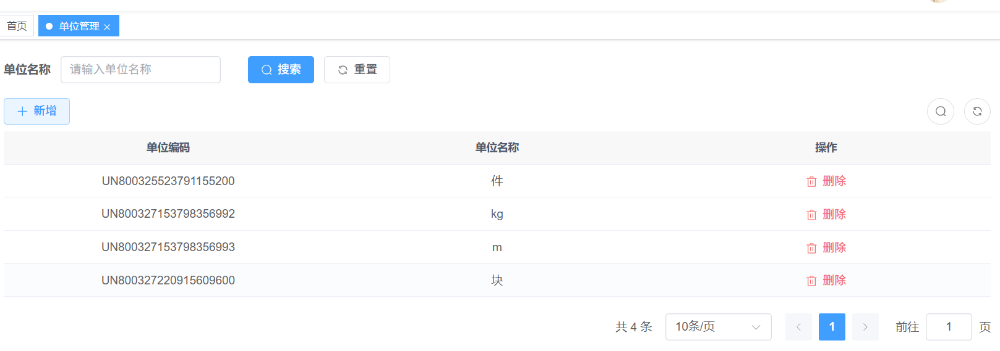 首页 单位管理
单位名称 请输入单位名称 搜索 重置
新增
单位编码 单位名称 操作
UN800325523791155200 件 删除
UN800327153798356992 kg 删除
UN800327153798356993 m 删除
UN800327220915609600 块 删除
共 4 条 10条/页 1 前往 1 页